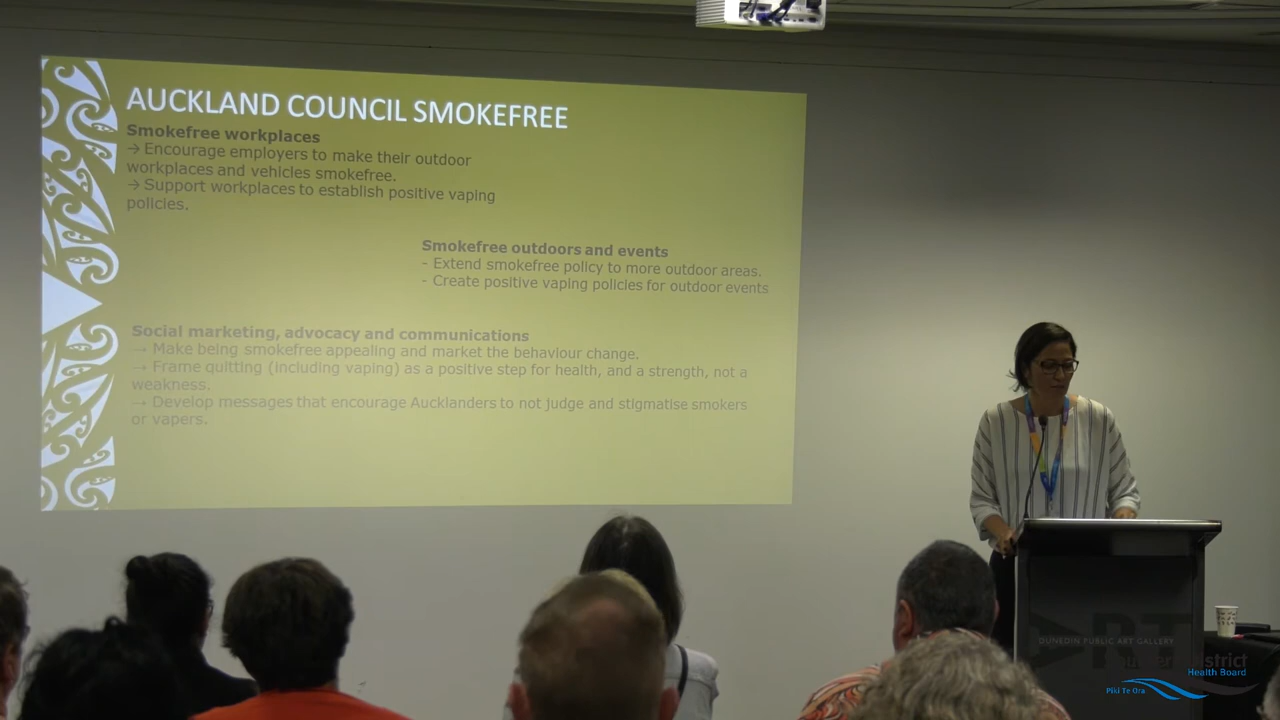 AUCKLAND COUNCIL SMOKEFREE
Smokefree workplaces
→ Encourage employers to make their outdoor
workplaces and vehicles smokefree.
→ Support workplaces to establish positive vaping
policies.
Smokefree outdoors and events
- Extend smokefree policy to more outdoor areas.
- Create positive vaping policies for outdoor events
Social marketing, advocacy and communications
→ Make being smokefree appealing and market the behaviour change.
→ Frame quitting (including vaping) as a positive step for health, and a strength, not a
weakness.
→ Develop messages that encourage Aucklanders to not judge and stigmatise smokers
or vapers.
ART
DUNEDIN PUBLIC ART GALLERY
District
Health Board
Piki Te Ora